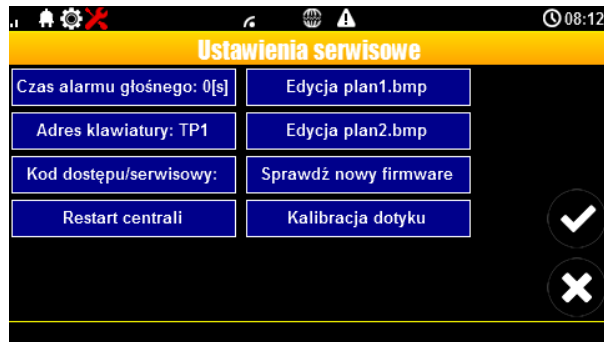 08:12
Ustawienia serwisowe
Czas alarmu głośnego: 0[s]
Edycja plan1.bmp
Adres klawiatury: TP1
Edycja plan2.bmp
Kod dostępu/serwisowy:
Sprawdź nowy firmware
Restart centrali
Kalibracja dotyku